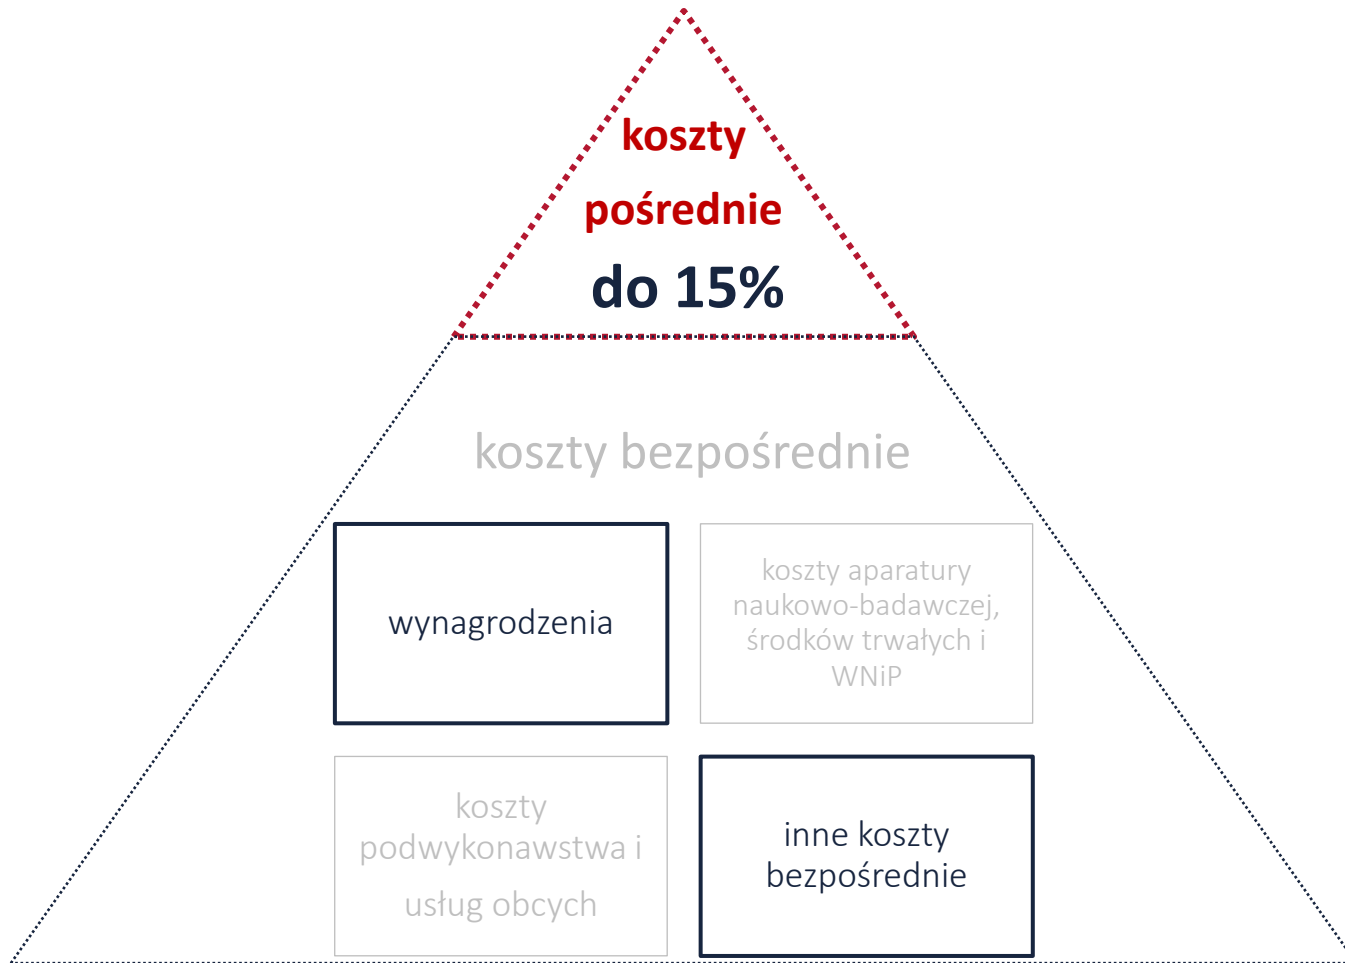 koszty
pośrednie
do 15%
koszty bezpośrednie
wynagrodzenia
koszty aparatury
naukowo-badawczej,
środków trwałych i
WNiP
koszty
podwykonawstwa i
usług obcych
inne koszty
bezpośrednie